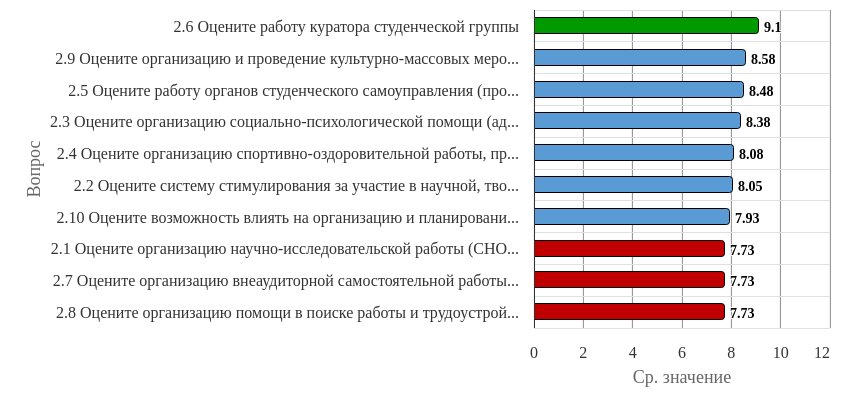 2.6 Оцените работу куратора студенческой группы 9.1
2.9 Оцените организацию и проведение культурно-массовых меро... 8.58
2.5 Оцените работу органов студенческого самоуправления (про... 8.48
2.3 Оцените организацию социально-психологической помощи (ад... 8.38
2.4 Оцените организацию спортивно-оздоровительной работы, пр... 8.08
2.2 Оцените систему стимулирования за участие в научной, тво... 8.05
2.10 Оцените возможность влиять на организацию и планировани... 7.93
2.1 Оцените организацию научно-исследовательской работы (СНО... 7.73
2.7 Оцените организацию внеаудиторной самостоятельной работы... 7.73
2.8 Оцените организацию помощи в поиске работы и трудоустрой... 7.73
Вопрос
0 2 4 6 8 10 12
Ср. значение